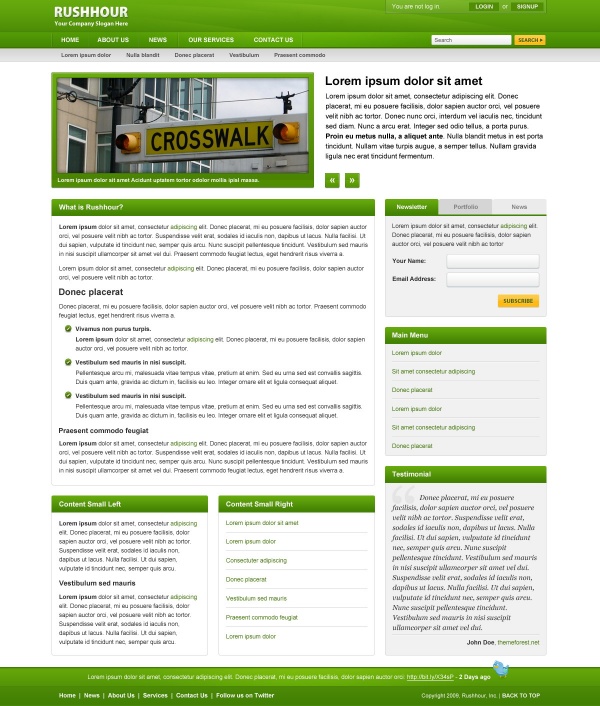 RUSHHOUR
Your Company Slogan Here
You are not log in.
LOGIN or SIGNUP
HOME ABOUT US NEWS OUR SERVICES CONTACT US
Search SEARCH
Lorem ipsum dolor Nulla blandit Donec placerat Vestibulum Praesent commodo
CROSSWALK
Lorem ipsum dolor sit amet Acidunt uptatem tortor odolor mollis ipisl massa.
Lorem ipsum dolor sit amet
Lorem ipsum dolor sit amet, consectetur adipiscing elit. Donec
placerat, mi eu posuere facilisis, dolor sapien auctor orci, vel posuere
velit nibh ac tortor. Donec nunc orci, interdum vel iaculis nec, tincidunt
sed diam. Nunc a arcu erat. Integer sed odio tellus, a porta purus.
Proin eu metus nulla, a aliquet ante. Nulla blandit metus in est porta
tincidunt. Nullam vitae turpis augue, a semper tellus. Nullam gravida
ligula nec erat tincidunt fermentum.
« »
What is Rushhour?
Lorem ipsum dolor sit amet, consectetur adipiscing elit. Donec placerat, mi eu posuere facilisis, dolor sapien auctor
orci, vel posuere velit nibh ac tortor. Suspendisse velit erat, sodales id iaculis non, dapibus ut lacus. Nulla facilisi. Ut
dui sapien, vulputate id tincidunt nec, semper quis arcu. Nunc suscipit pellentesque tincidunt. Vestibulum ullamcorper
sit amet vel dui. Praesent commodo feugiat lectus, eget hendrerit risus viverra a.
Lorem ipsum dolor sit amet, consectetur adipiscing elit. Donec placerat, mi eu posuere facilisis, dolor sapien auctor
orci, vel posuere velit nibh ac tortor.
Donec placerat
Donec placerat, mi eu posuere facilisis, dolor sapien auctor orci, vel posuere velit nibh ac tortor. Praesent commodo
feugiat lectus, eget hendrerit risus viverra a.
Vivamus non purus turpis.
Lorem ipsum dolor sit amet, consectetur adipiscing elit. Donec placerat, mi eu posuere facilisis, dolor sapien
auctor orci, vel posuere velit nibh ac tortor.
Vestibulum sed mauris in nisi suscipit.
Pellentesque arcu mi, malesuada vitae tempus vitae, pretium at enim. Sed eu urna sed est convallis sagittis.
Duis quam ante, gravida ac dictum in, facilisis eu leo. Integer ornare elit et elit consequat aliquet.
Vestibulum sed mauris in nisi suscipit.
Pellentesque arcu mi, malesuada vitae tempus vitae, pretium at enim. Sed eu urna sed est convallis sagittis.
Duis quam ante, gravida ac dictum in, facilisis eu leo. Integer ornare elit et elit consequat aliquet.
Praesent commodo feugiat
Lorem ipsum dolor sit amet, consectetur adipiscing elit. Donec placerat, mi eu posuere facilisis, dolor sapien auctor
orci, vel posuere velit nibh ac tortor. Suspendisse velit erat, sodales id iaculis non, dapibus ut lacus. Nulla facilisi. Ut
dui sapien, vulputate id tincidunt nec, semper quis arcu. Nunc suscipit pellentesque tincidunt. Vestibulum ullamcorper
in nisi suscipit ullamcorper sit amet vel dui. Praesent commodo feugiat lectus, eget hendrerit risus viverra a.
Newsletter Portfolio News
Lorem ipsum dolor sit amet, consectetur adipiscing elit.
Donec placerat, mi eu posuere facilisis, dolor sapien
auctor orci, vel posuere velit nibh ac tortor
Your Name:
Email Address:
SUBSCRIBE
Main Menu
Lorem ipsum dolor
Sit amet consectetur adipiscing
Donec placerat
Lorem ipsum dolor
Sit amet consectetur adipiscing
Donec placerat
Testimonial
“ Donec placerat, mi eu posuere
facilisis, dolor sapien auctor orci, vel posuere
velit nibh ac tortor. Suspendisse velit erat,
sodales id iaculis non, dapibus ut lacus. Nulla
facilisi. Ut dui sapien, vulputate id tincidunt
nec, semper quis arcu. Nunc suscipit
pellentesque tincidunt. Vestibulum
ullamcorper sit amet vel dui.
Suspendisse velit erat,
sodales id iaculis non, dapibus ut lacus. Nulla
facilisi. Ut dui sapien, vulputate id tincidunt
nec, semper quis arcu. Nunc suscipit
pellentesque tincidunt. Vestibulum
ullamcorper sit amet vel dui.
John Doe, themeforest.net
Content Small Left
Lorem ipsum dolor sit amet, consectetur adipiscing
elit. Donec placerat, mi eu posuere facilisis, dolor
sapien auctor orci, vel posuere velit nibh ac tortor.
Suspendisse velit erat, sodales id iaculis non,
dapibus ut lacus. Nulla facilisi. Ut dui sapien,
vulputate id tincidunt nec, semper quis arcu.
Vestibulum sed mauris
Lorem ipsum dolor sit amet, consectetur adipiscing
elit. Donec placerat, mi eu posuere facilisis, dolor
sapien auctor orci, vel posuere velit nibh ac tortor.
Suspendisse velit erat, sodales id iaculis non,
dapibus ut lacus. Nulla facilisi. Ut dui sapien,
vulputate id tincidunt nec, semper quis arcu.
Content Small Right
Lorem ipsum dolor sit amet
Lorem ipsum dolor
Consectuter adipiscing
Donec placerat
Vestibulum sed mauris
Praesent commodo feugiat
Lorem ipsum dolor
Lorem ipsum dolor sit amet, consectetur adipiscing elit. Donec placerat, mi eu posuere facilisis, dolor sapien auctor orci http://bit.ly/X34sP - 2 Days ago
Home | News | About Us | Services | Contact Us | Follow us on Twitter
Copyright 2009. Rushhour, Inc. | BACK TO TOP